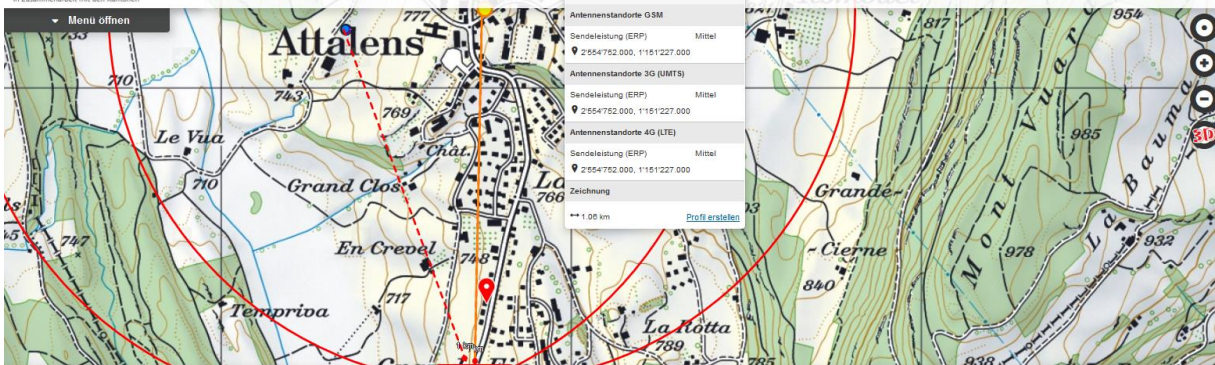 Menü öffnen
Antennenstandorte GSM
Sendeleistung (ERP) Mittel
2'554'752.000, 1'151'227.000
Antennenstandorte 3G (UMTS)
Sendeleistung (ERP) Mittel
2'554'752.000, 1'151'227.000
Antennenstandorte 4G (LTE)
Sendeleistung (ERP) Mittel
2'554'752.000, 1'151'227.000
Zeichnung
1.06 km Profil erstellen
733
777
817
954
Attalens
710
743
769
985
Le Vua
Chât.
Mont Vuar
La Bauma
3D
710
Grand Clos
766
Grande-
Cierne
747
En Crevel
748
978
932
717
840
Tempriva
La Rotta
789
785
938